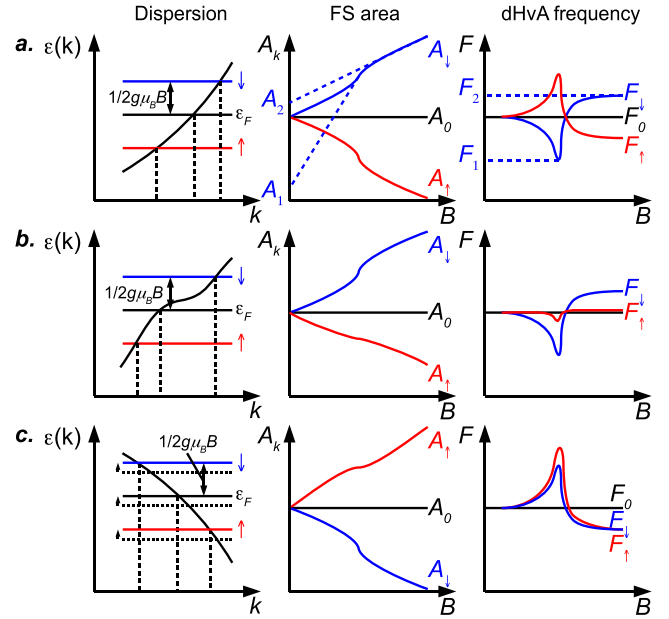 Dispersion FS area dHvA frequency
a. ε(k) A_k F
1/2gμ_BB ↓ A_↓
A_2 F_2 F_↓
ε_F A_0 F_0
↑ F_1 F_↑
A_1 A_↑
k B B
b. ε(k) A_k F
1/2gμ_BB ↓ A_↓
F_↓
ε_F A_0 F_↑
↑
A_↑
k B B
c. ε(k) 1/2gμ_BB A_k F
↓ A_↑
ε_F A_0 F_0
↑ F_↓
A_↓ F_↑
k B B